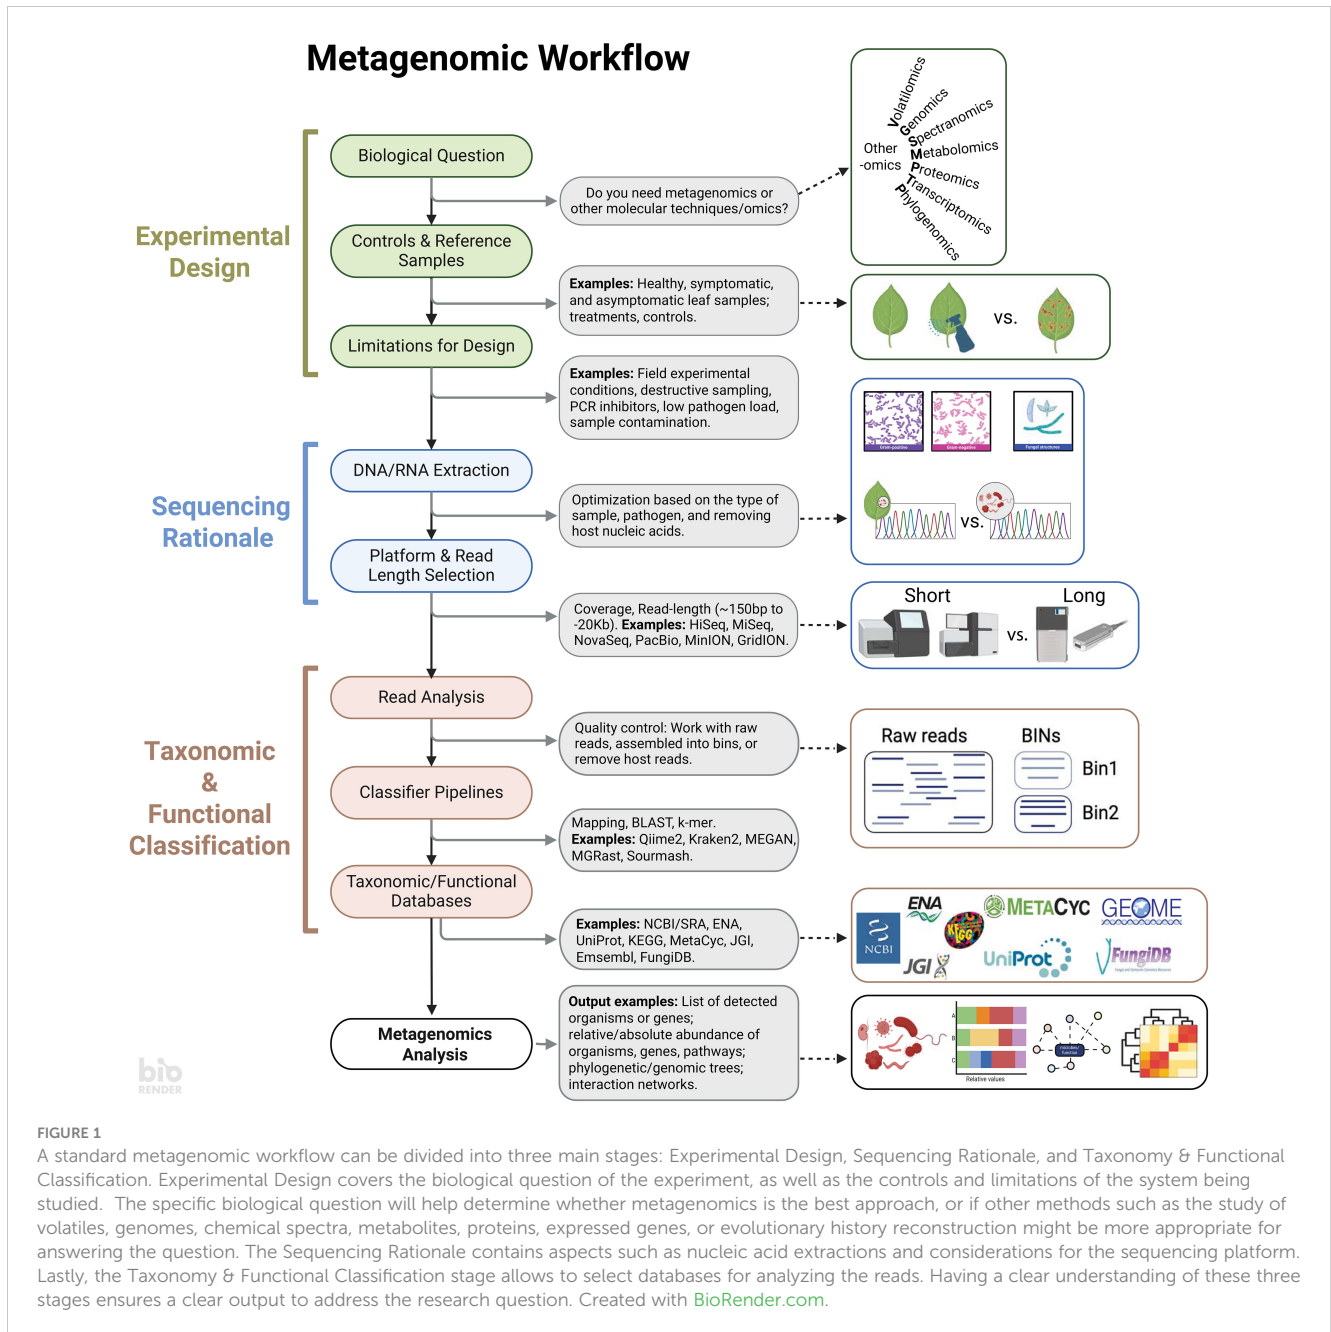 Metagenomic Workflow
Experimental
Design
Biological Question
Do you need metagenomics or
other molecular techniques/omics?
Other
-omics
Volatilomics
Genomics
Spectranomics
Metabolomics
Proteomics
Transcriptomics
Phylogenomics
Controls & Reference
Samples
Examples: Healthy, symptomatic,
and asymptomatic leaf samples;
treatments, controls.
vs.
Limitations for Design
Examples: Field experimental
conditions, destructive sampling,
PCR inhibitors, low pathogen load,
sample contamination.
Sequencing
Rationale
DNA/RNA Extraction
Optimization based on the type of
sample, pathogen, and removing
host nucleic acids.
Gram-positive
Gram-negative
Fungal structures
vs.
Platform & Read
Length Selection
Coverage, Read-length (~150bp to
-20Kb). Examples: HiSeq, MiSeq,
NovaSeq, PacBio, MinION, GridION.
Short
vs.
Long
Taxonomic
&
Functional
Classification
Read Analysis
Quality control: Work with raw
reads, assembled into bins, or
remove host reads.
Raw reads
BINs
Bin1
Bin2
Classifier Pipelines
Mapping, BLAST, k-mer.
Examples: Qiime2, Kraken2, MEGAN,
MGRast, Sourmash.
Taxonomic/Functional
Databases
Examples: NCBI/SRA, ENA,
UniProt, KEGG, MetaCyc, JGI,
Emsembl, FungiDB.
NCBI
ENA
KEGG
METACYC
GEOME
JGI
UniProt
FungiDB
Metagenomics
Analysis
Output examples: List of detected
organisms or genes;
relative/absolute abundance of
organisms, genes, pathways;
phylogenetic/genomic trees;
interaction networks.
A
B
C
Relative values
microbes/
function
bio
RENDER
FIGURE 1
A standard metagenomic workflow can be divided into three main stages: Experimental Design, Sequencing Rationale, and Taxonomy & Functional
Classification. Experimental Design covers the biological question of the experiment, as well as the controls and limitations of the system being
studied. The specific biological question will help determine whether metagenomics is the best approach, or if other methods such as the study of
volatiles, genomes, chemical spectra, metabolites, proteins, expressed genes, or evolutionary history reconstruction might be more appropriate for
answering the question. The Sequencing Rationale contains aspects such as nucleic acid extractions and considerations for the sequencing platform.
Lastly, the Taxonomy & Functional Classification stage allows to select databases for analyzing the reads. Having a clear understanding of these three
stages ensures a clear output to address the research question. Created with BioRender.com.